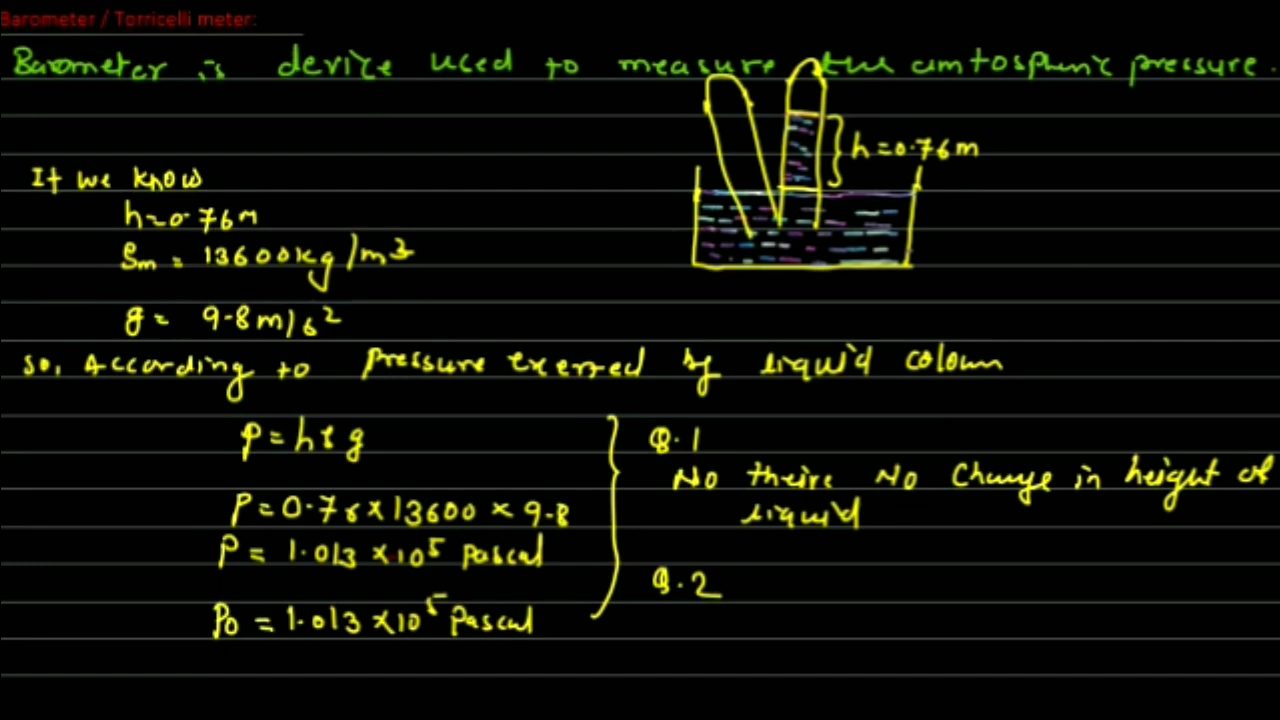 Barometer / Torricelli meter:
Barometer is device used to measure the amtospheric pressure.
h = 0.76m
If we know
h = 0.76m
ρm = 13600kg/m3
g = 9.8m/s2
So, According to pressure exerred by liquid coloum
P = hρg
P = 0.76 × 13600 × 9.8
P = 1.013 × 10^5 Pascal
P0 = 1.013 × 10^5 Pascal
Q.1
No theire No Change in height of
liquid
Q.2